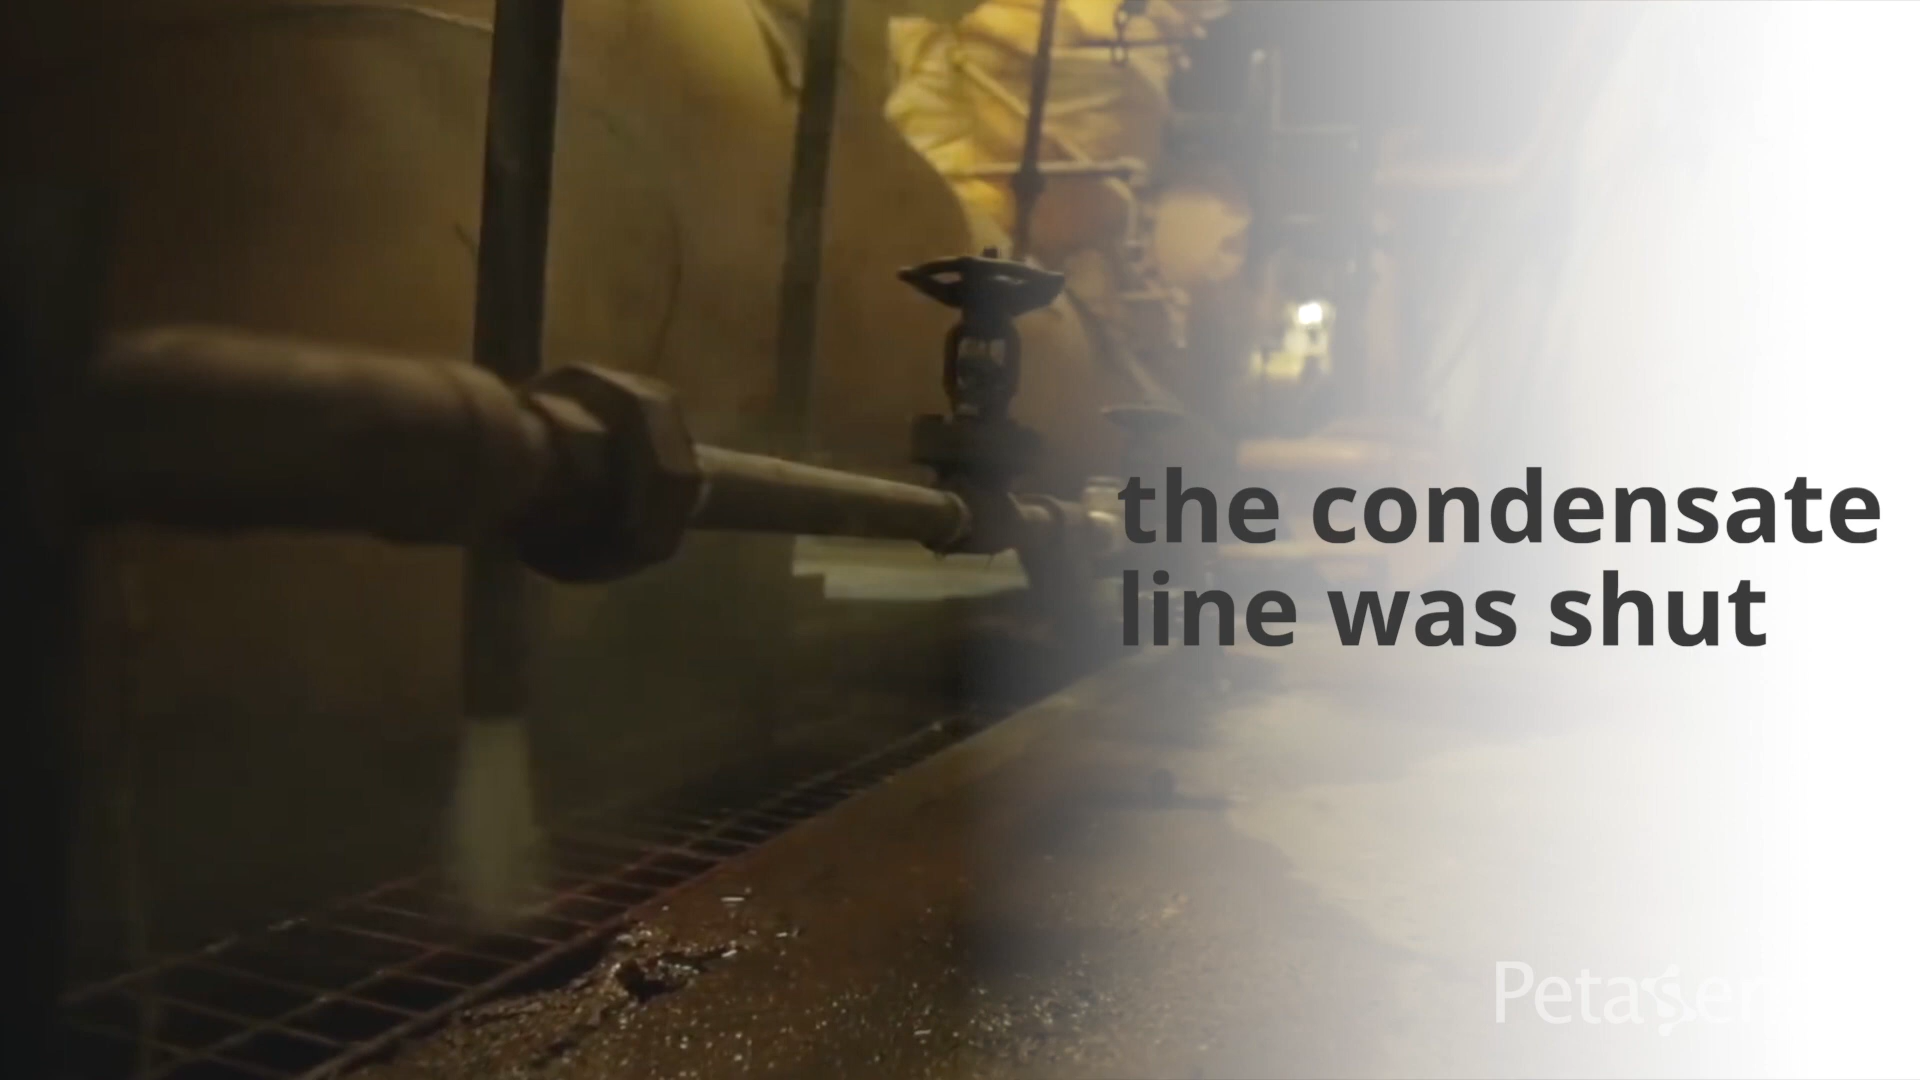 the condensate
line was shut